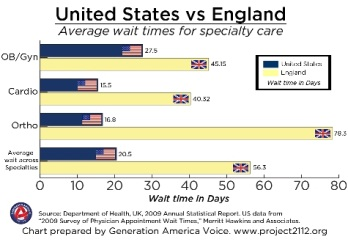 United States vs England
Average wait times for specialty care
OB/Gyn
27.5
45.15
United States
England
Wait time in Days
Cardio
15.5
40.32
Ortho
16.8
78.3
Average
wait across
Specialties
20.5
56.3
0 10 20 30 40 50 60 70 80
Wait time in Days
Source: Department of Health, UK, 2009 Annual Statistical Report. US data from
"2009 Survey of Physician Appointment Wait Times," Merritt Hawkins and Associates.
Chart prepared by Generation America Voice. www.project2112.org